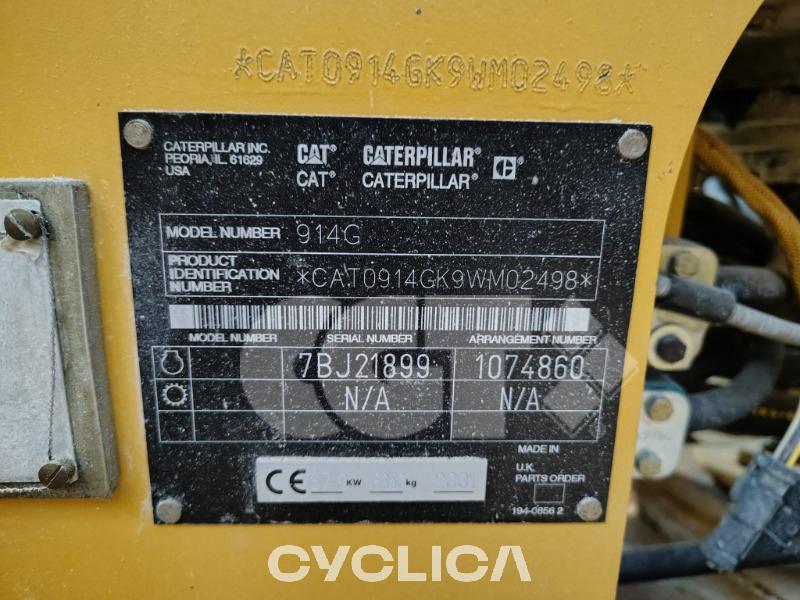 *CAT0914GK9WM02498*
CATERPILLAR INC.
PEORIA, IL 61629
USA
CAT® CATERPILLAR®
CAT® CATERPILLAR®
MODEL NUMBER 914G
PRODUCT
IDENTIFICATION
NUMBER *CAT0914GK9WM02498*
MODEL NUMBER SERIAL NUMBER ARRANGEMENT NUMBER
7BJ21899 1074860
N/A N/A
MADE IN
U.K.
PARTS ORDER
CE KW kg
194-0856 2
CYCLICA